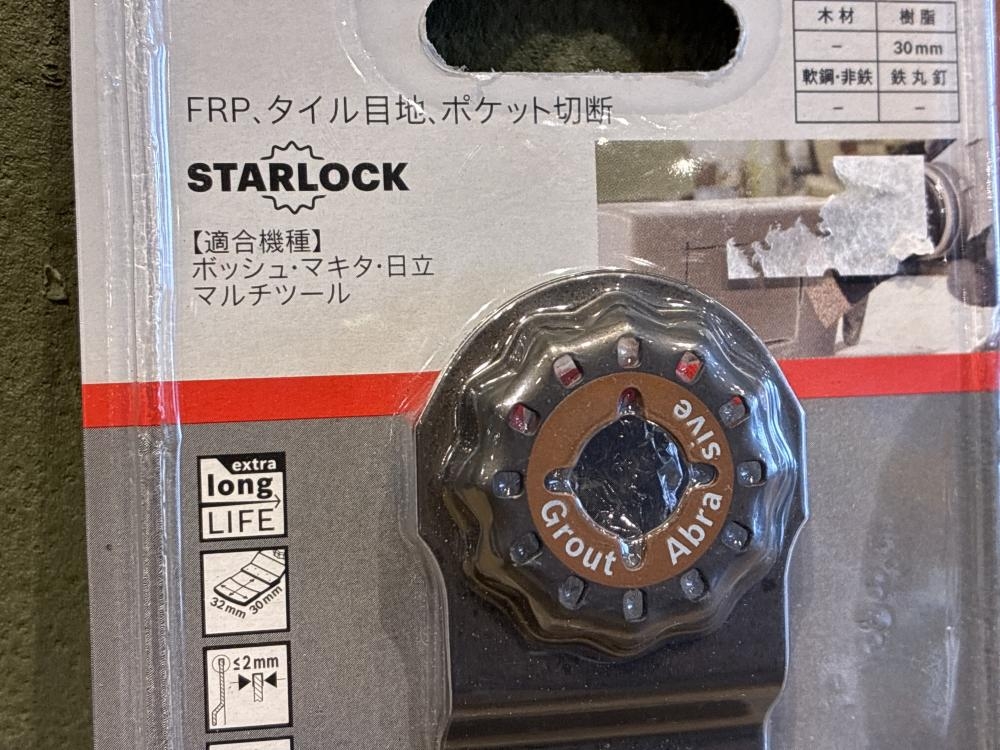 木材 樹脂
– 30mm
軟鋼・非鉄 鉄丸釘
– –
FRP、タイル目地、ポケット切断
STARLOCK
【適合機種】
ボッシュ・マキタ・日立
マルチツール
extra
long
LIFE
32mm 30mm
≤2mm
Grout
Abra
sive